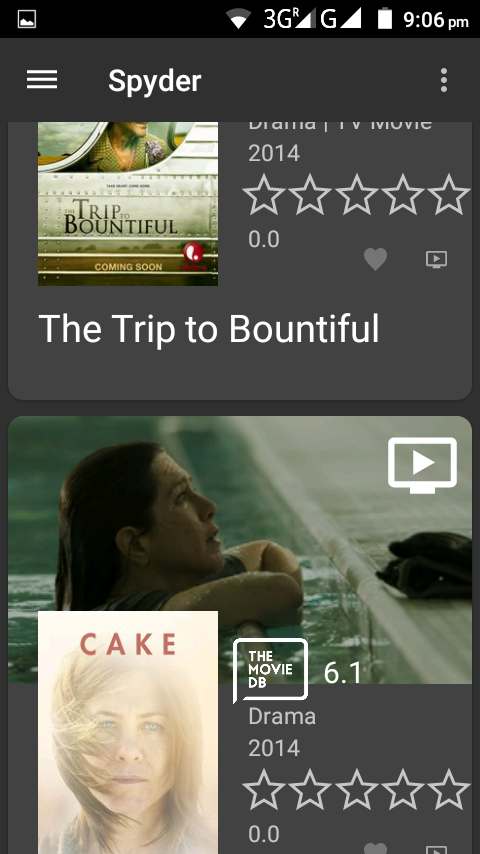 3G R G 9:06 pm
Spyder
Drama | TV Movie
2014
0.0
THE TRIP TO BOUNTIFUL
COMING SOON
The Trip to Bountiful
CAKE
THE MOVIE DB
6.1
Drama
2014
0.0